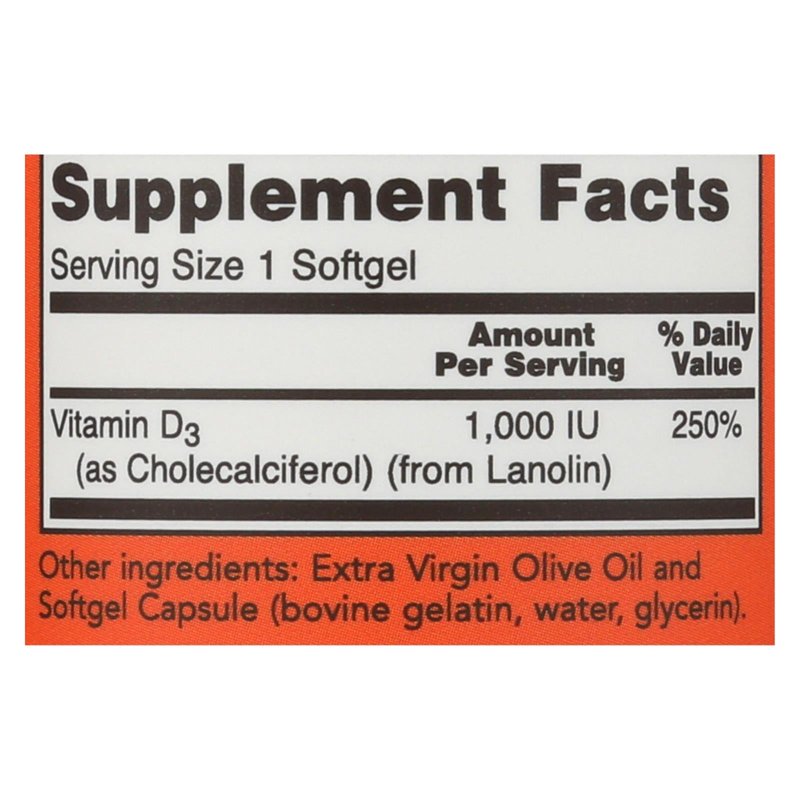 Supplement Facts
Serving Size 1 Softgel
Amount % Daily
Per Serving Value
Vitamin D3 1,000 IU 250%
(as Cholecalciferol) (from Lanolin)
Other ingredients: Extra Virgin Olive Oil and
Softgel Capsule (bovine gelatin, water, glycerin).